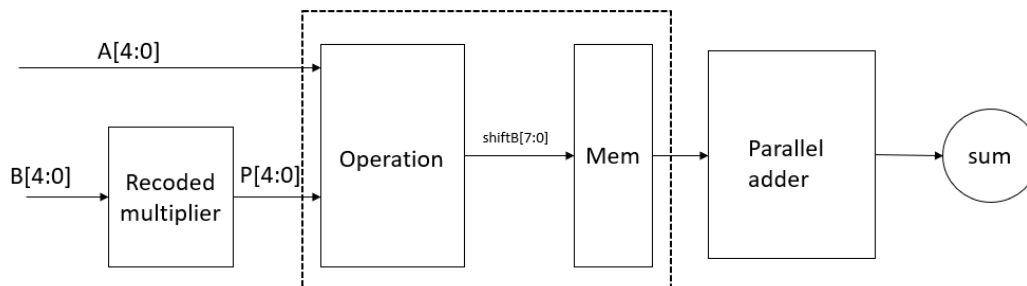 A[4:0]
B[4:0]
Recoded
multiplier
P[4:0]
Operation
shiftB[7:0]
Mem
Parallel
adder
sum